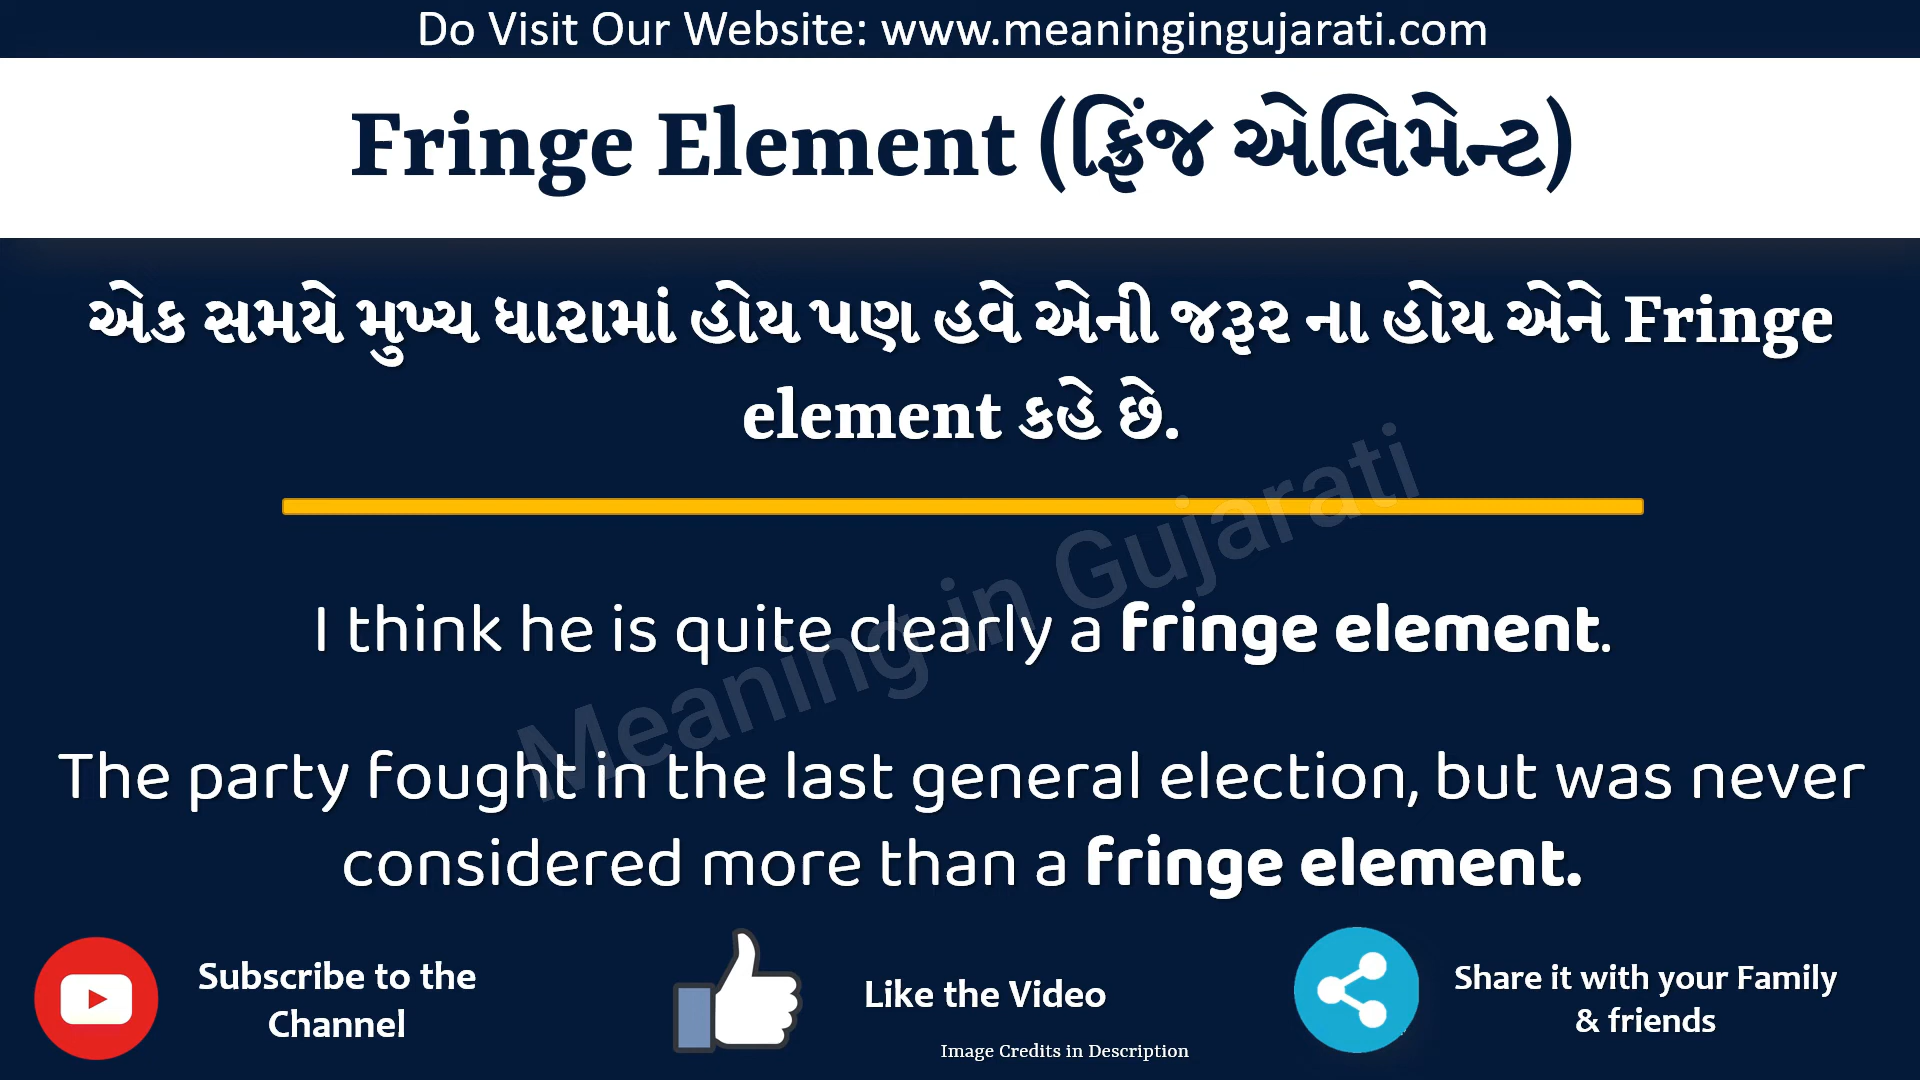 Do Visit Our Website: www.meaningingujarati.com
Fringe Element (ફ્રિંજ એલિમેન્ટ)
એક સમયે મુખ્ય ધારામાં હોય પણ હવે એની જરૂર ના હોય એને Fringe
element કહે છે.
Meaning in Gujarati
I think he is quite clearly a fringe element.
The party fought in the last general election, but was never
considered more than a fringe element.
Subscribe to the
Channel
Like the Video
Share it with your Family
& friends
Image Credits in Description